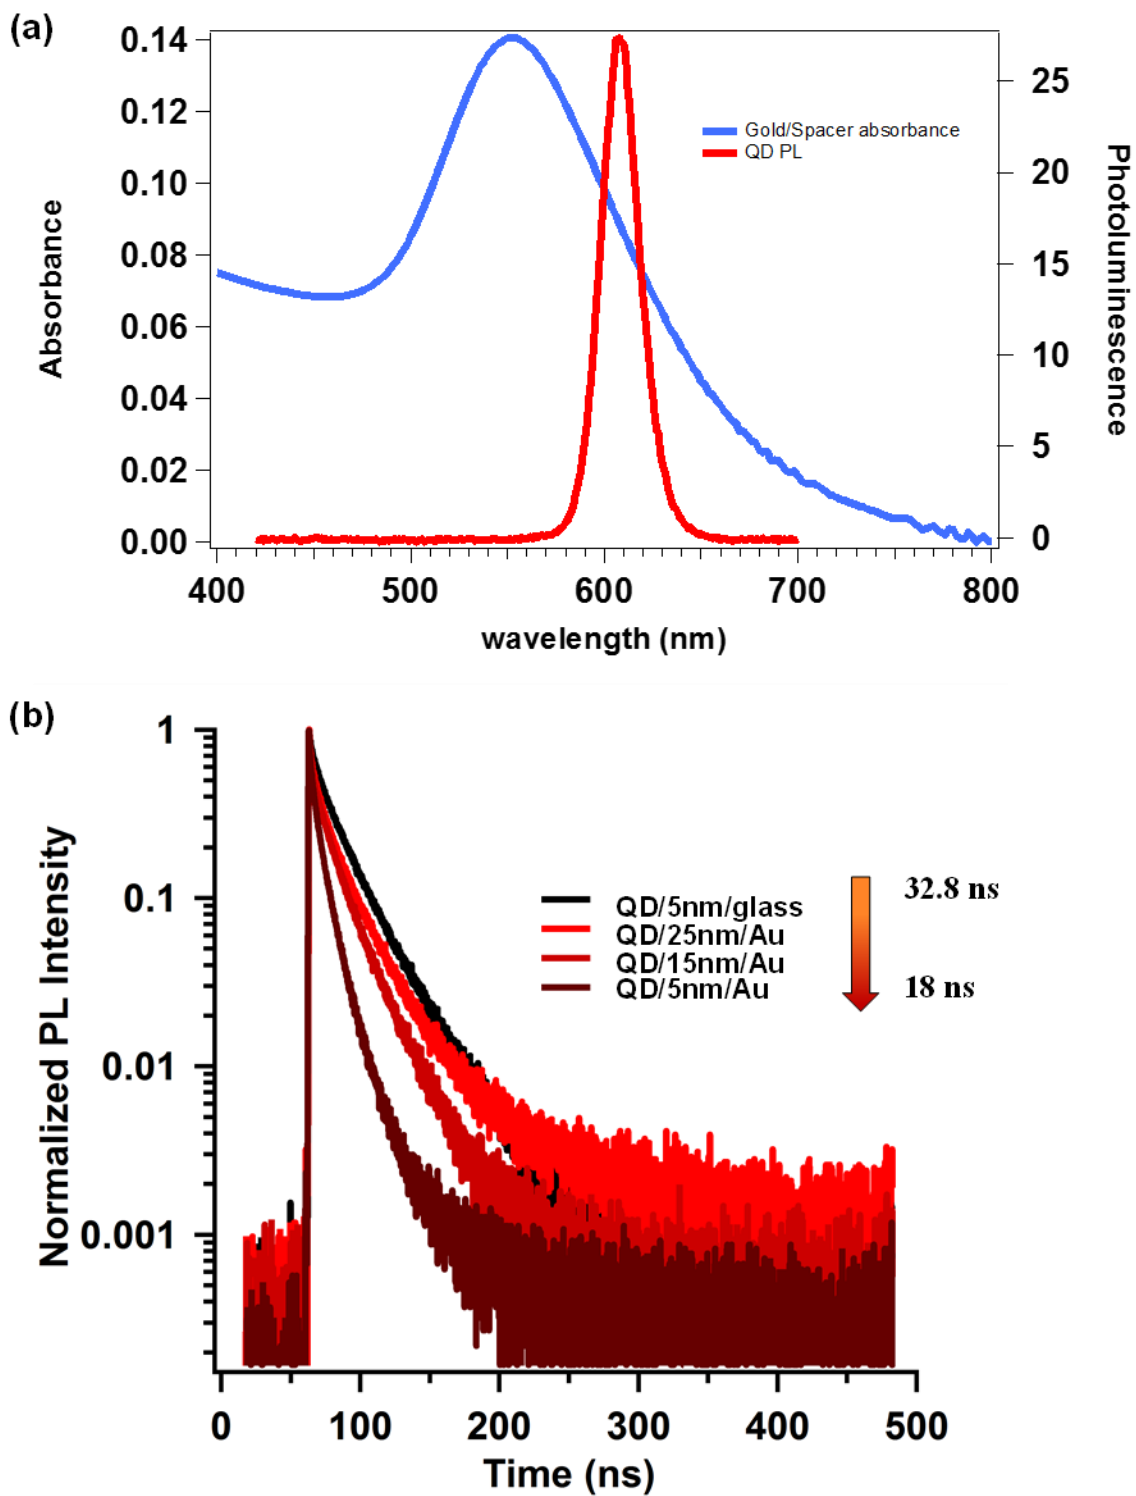 (a)
0.14
0.12
0.10
0.08
0.06
0.04
0.02
0.00
Absorbance
25
20
15
10
5
0
Photoluminescence
Gold/Spacer absorbance
QD PL
400 500 600 700 800
wavelength (nm)
(b)
1
0.1
0.01
0.001
Normalized PL Intensity
QD/5nm/glass
QD/25nm/Au
QD/15nm/Au
QD/5nm/Au
32.8 ns
18 ns
0 100 200 300 400 500
Time (ns)